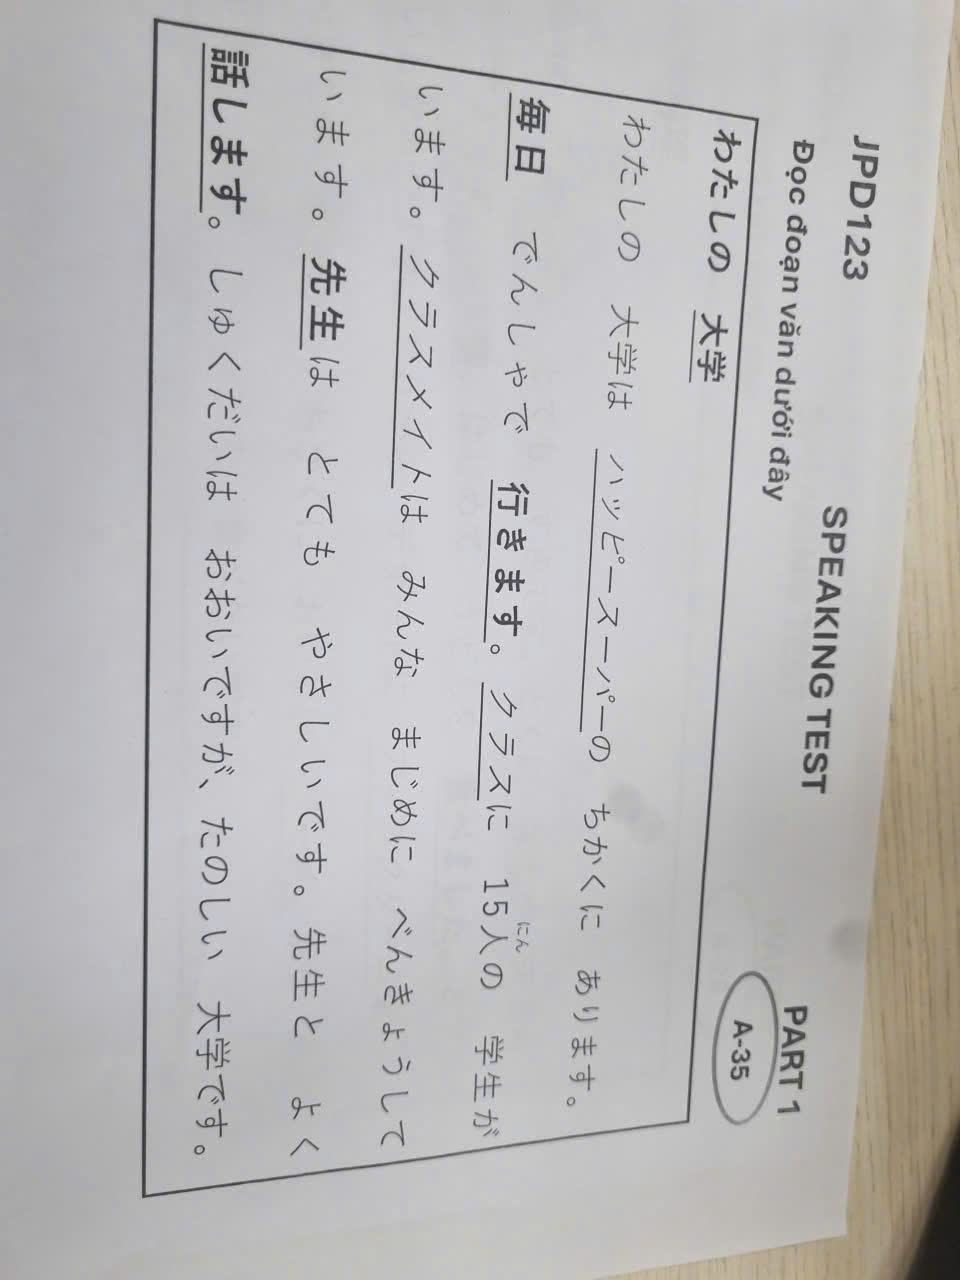 JPD123
SPEAKING TEST
PART 1
Đọc đoạn văn dưới đây
A-35
わたしの 大学
わたしの 大学は ハッピースーパーの ちかくに あります。
毎日 でんしゃで 行きます。クラスに 15人の 学生が
にん
います。クラスメイトは みんな まじめに べんきょうして
います。先生は とても やさしいです。先生と よく
話します。しゅくだいは おおいですが、たのしい 大学です。